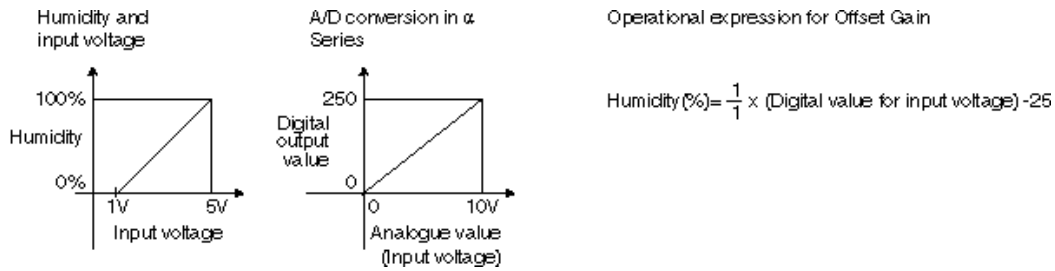 Humidity and
input voltage
100%
Humidity
0%
1V
5V
Input voltage
A/D conversion in α
Series
250
Digital
output
value
0
0
10V
Analogue value
(Input voltage)
Operational expression for Offset Gain
Humidity(%)= 1/1 x (Digital value for input voltage) -25